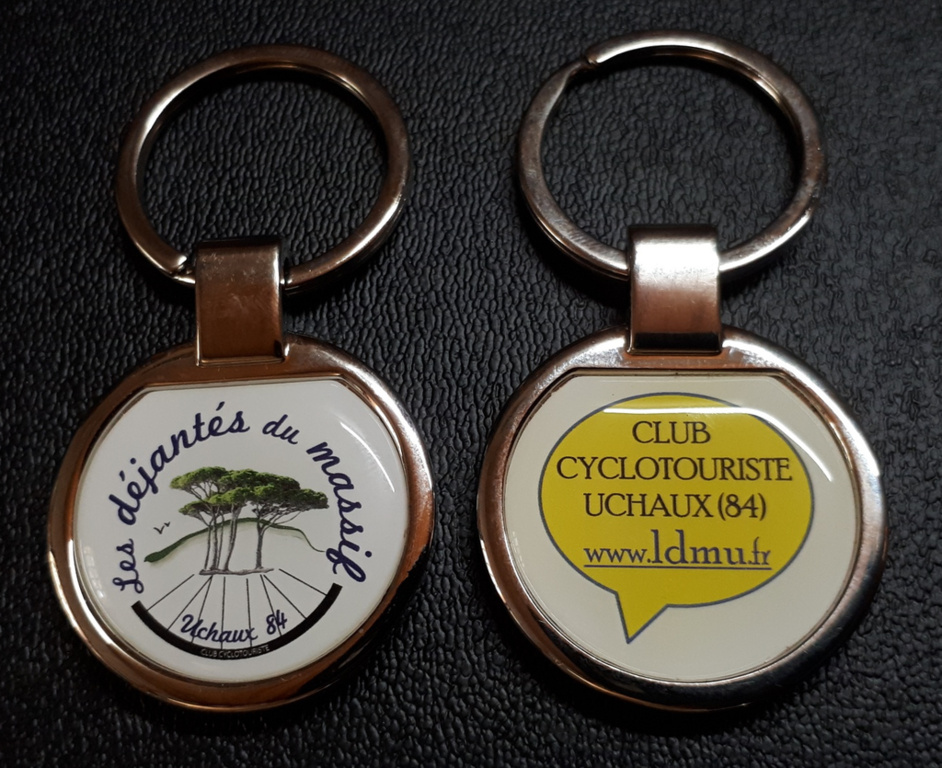 Les déjantés du massif
Uchaux 84
CLUB CYCLOTOURISTE
CLUB
CYCLOTOURISTE
UCHAUX (84)
www.ldmu.fr